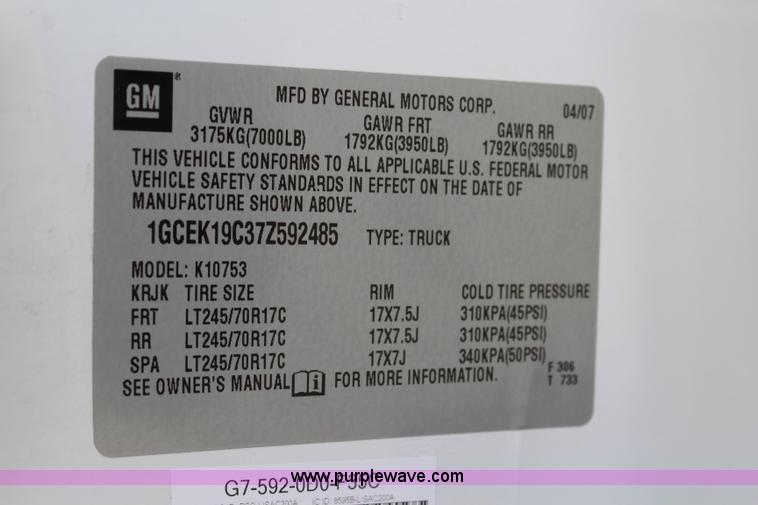 GM
MFD BY GENERAL MOTORS CORP. 04/07
GVWR GAWR FRT GAWR RR
3175KG(7000LB) 1792KG(3950LB) 1792KG(3950LB)
THIS VEHICLE CONFORMS TO ALL APPLICABLE U.S. FEDERAL MOTOR
VEHICLE SAFETY STANDARDS IN EFFECT ON THE DATE OF
MANUFACTURE SHOWN ABOVE.
1GCEK19C37Z592485 TYPE: TRUCK
MODEL: K10753
KRJK TIRE SIZE RIM COLD TIRE PRESSURE
FRT LT245/70R17C 17X7.5J 310KPA(45PSI)
RR LT245/70R17C 17X7.5J 310KPA(45PSI)
SPA LT245/70R17C 17X7J 340KPA(50PSI)
F 306
SEE OWNER'S MANUAL i FOR MORE INFORMATION. T 733
G7-592-0D0-F35C
www.purplewave.com